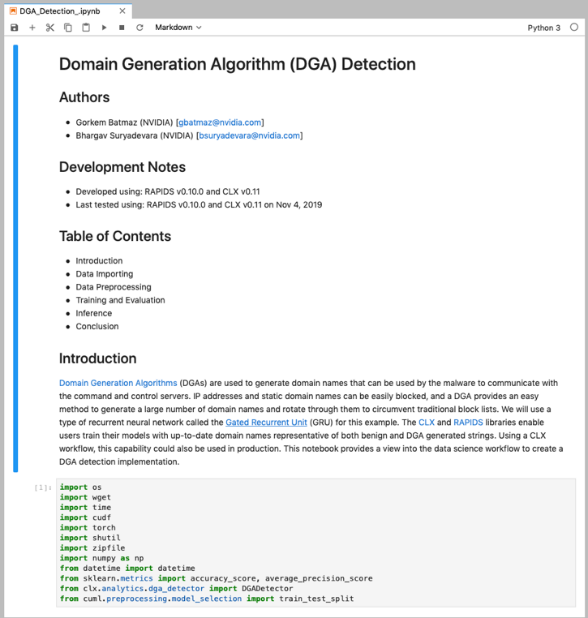 DGA_Detection_.ipynb
Markdown
Python 3
Domain Generation Algorithm (DGA) Detection
Authors
• Gorkem Batmaz (NVIDIA) [gbatmaz@nvidia.com]
• Bhargav Suryadevara (NVIDIA) [bsuryadevara@nvidia.com]
Development Notes
• Developed using: RAPIDS v0.10.0 and CLX v0.11
• Last tested using: RAPIDS v0.10.0 and CLX v0.11 on Nov 4, 2019
Table of Contents
• Introduction
• Data Importing
• Data Preprocessing
• Training and Evaluation
• Inference
• Conclusion
Introduction
Domain Generation Algorithms (DGAs) are used to generate domain names that can be used by the malware to communicate with
the command and control servers. IP addresses and static domain names can be easily blocked, and a DGA provides an easy
method to generate a large number of domain names and rotate through them to circumvent traditional block lists. We will use a
type of recurrent neural network called the Gated Recurrent Unit (GRU) for this example. The CLX and RAPIDS libraries enable
users train their models with up-to-date domain names representative of both benign and DGA generated strings. Using a CLX
workflow, this capability could also be used in production. This notebook provides a view into the data science workflow to create a
DGA detection implementation.
[1]: import os
import wget
import time
import cudf
import torch
import shutil
import zipfile
import numpy as np
from datetime import datetime
from sklearn.metrics import accuracy_score, average_precision_score
from clx.analytics.dga_detector import DGADetector
from cuml.preprocessing.model_selection import train_test_split